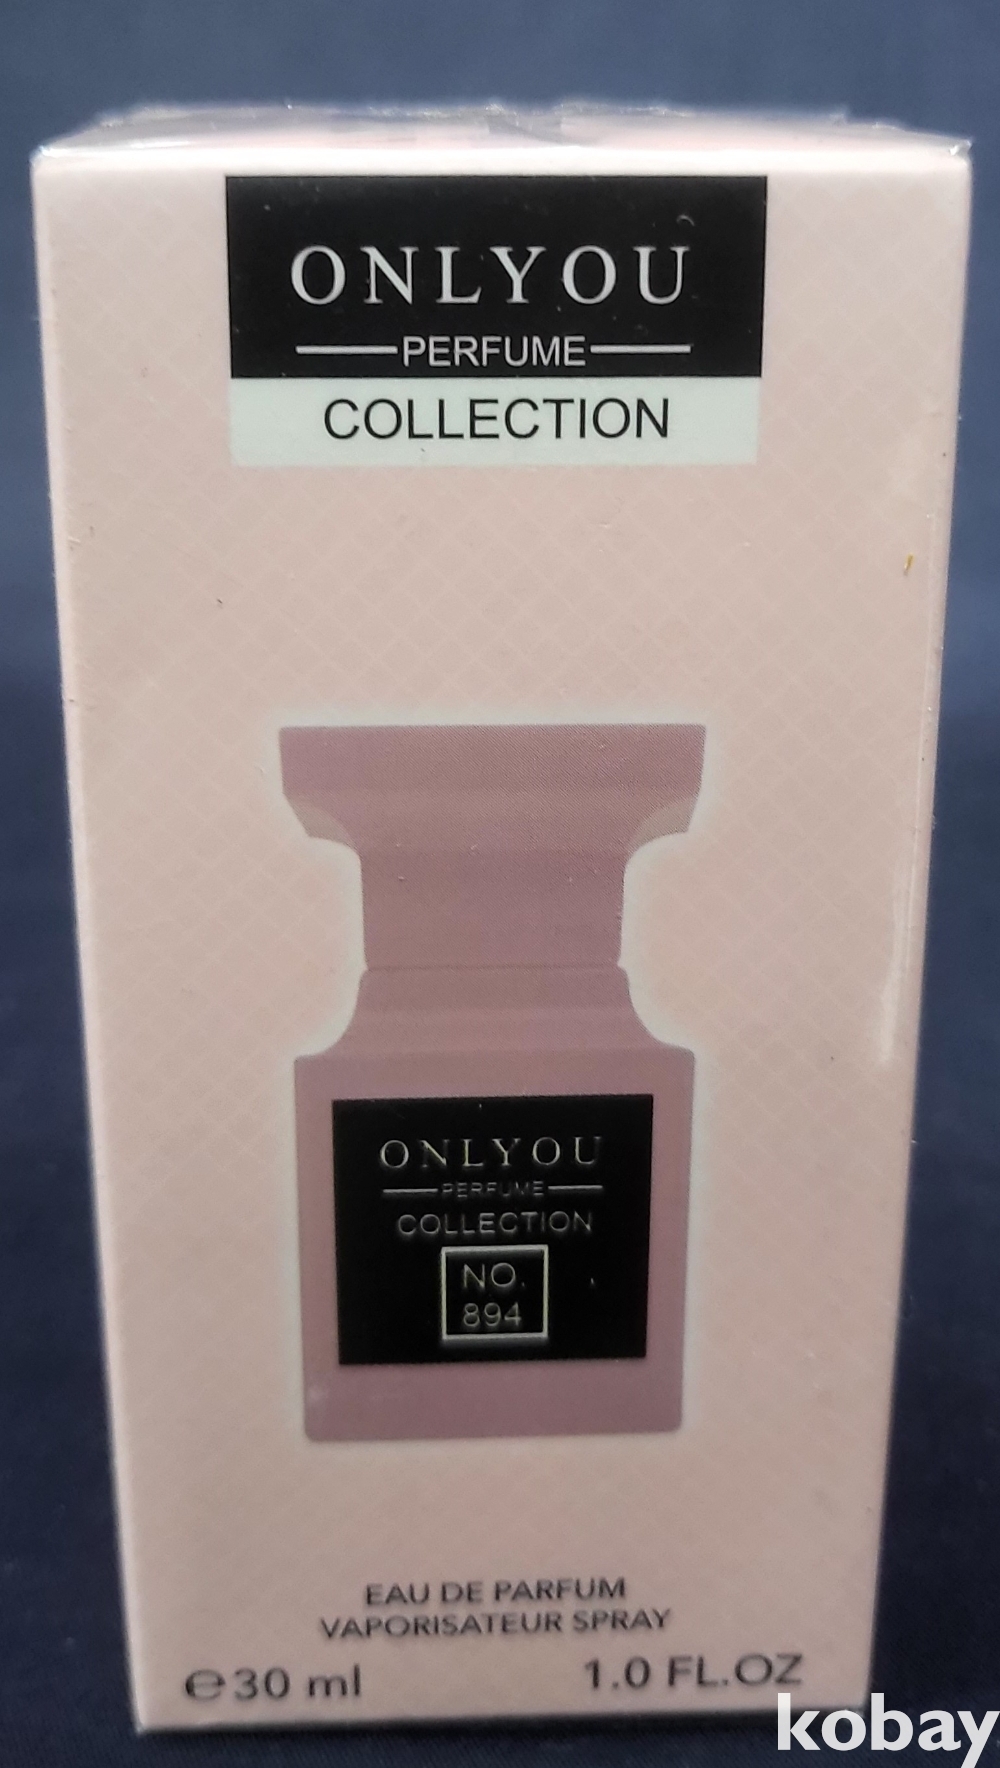 ONLYOU
PERFUME
COLLECTION
ONLYOU
PERFUME
COLLECTION
NO.
894
EAU DE PARFUM
VAPORISATEUR SPRAY
℮30 ml 1.0 FL.OZ
kobay